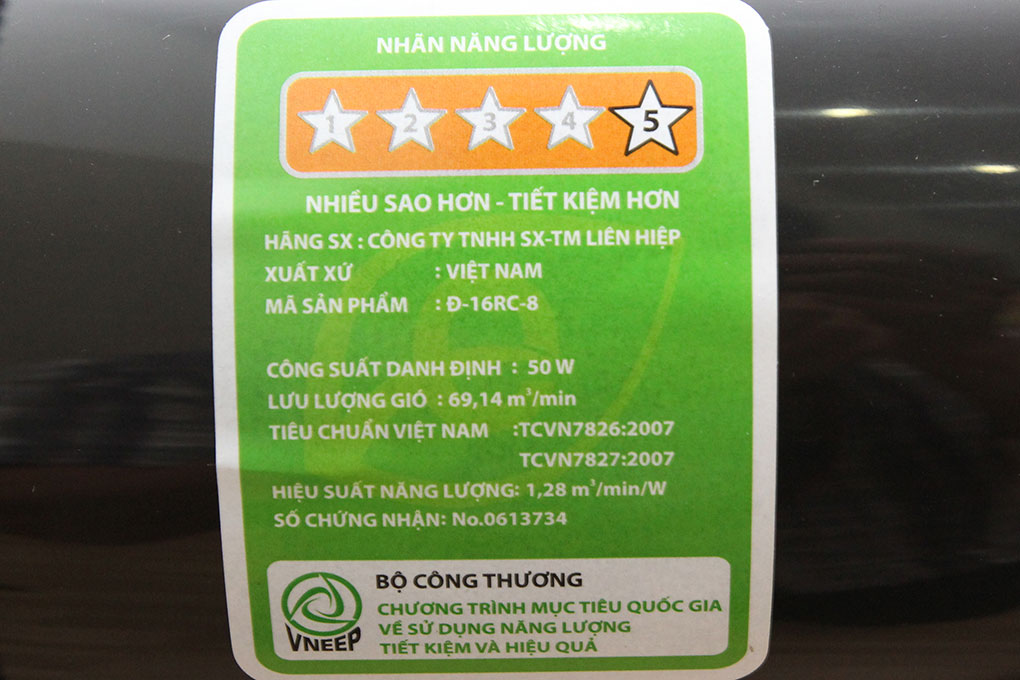 NHÃN NĂNG LƯỢNG
1 2 3 4 5
NHIỀU SAO HƠN - TIẾT KIỆM HƠN
HÃNG SX : CÔNG TY TNHH SX-TM LIÊN HIỆP
XUẤT XỨ : VIỆT NAM
MÃ SẢN PHẨM : Đ-16RC-8
CÔNG SUẤT DANH ĐỊNH : 50 W
LƯU LƯỢNG GIÓ : 69,14 m³/min
TIÊU CHUẨN VIỆT NAM :TCVN7826:2007
TCVN7827:2007
HIỆU SUẤT NĂNG LƯỢNG: 1,28 m³/min/W
SỐ CHỨNG NHẬN: No.0613734
BỘ CÔNG THƯƠNG
CHƯƠNG TRÌNH MỤC TIÊU QUỐC GIA
VỀ SỬ DỤNG NĂNG LƯỢNG
TIẾT KIỆM VÀ HIỆU QUẢ
VNEEP